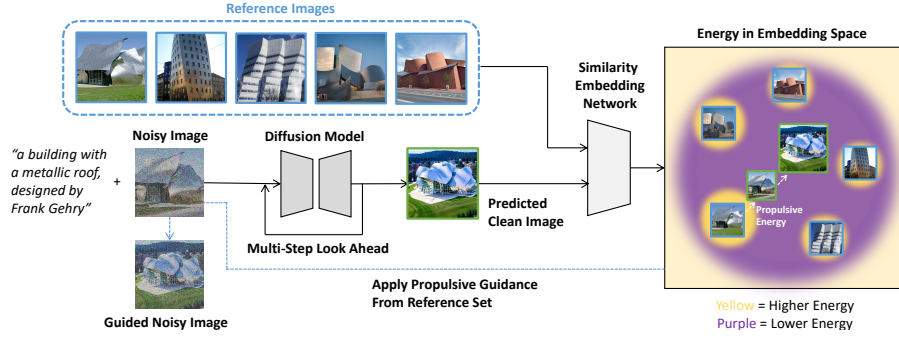 Reference Images
Energy in Embedding Space
Similarity
Embedding
Network
Noisy Image
Diffusion Model
"a building with
a metallic roof,
designed by
Frank Gehry"
+
Predicted
Clean Image
Propulsive
Energy
Multi-Step Look Ahead
Apply Propulsive Guidance
From Reference Set
Guided Noisy Image
Yellow = Higher Energy
Purple = Lower Energy